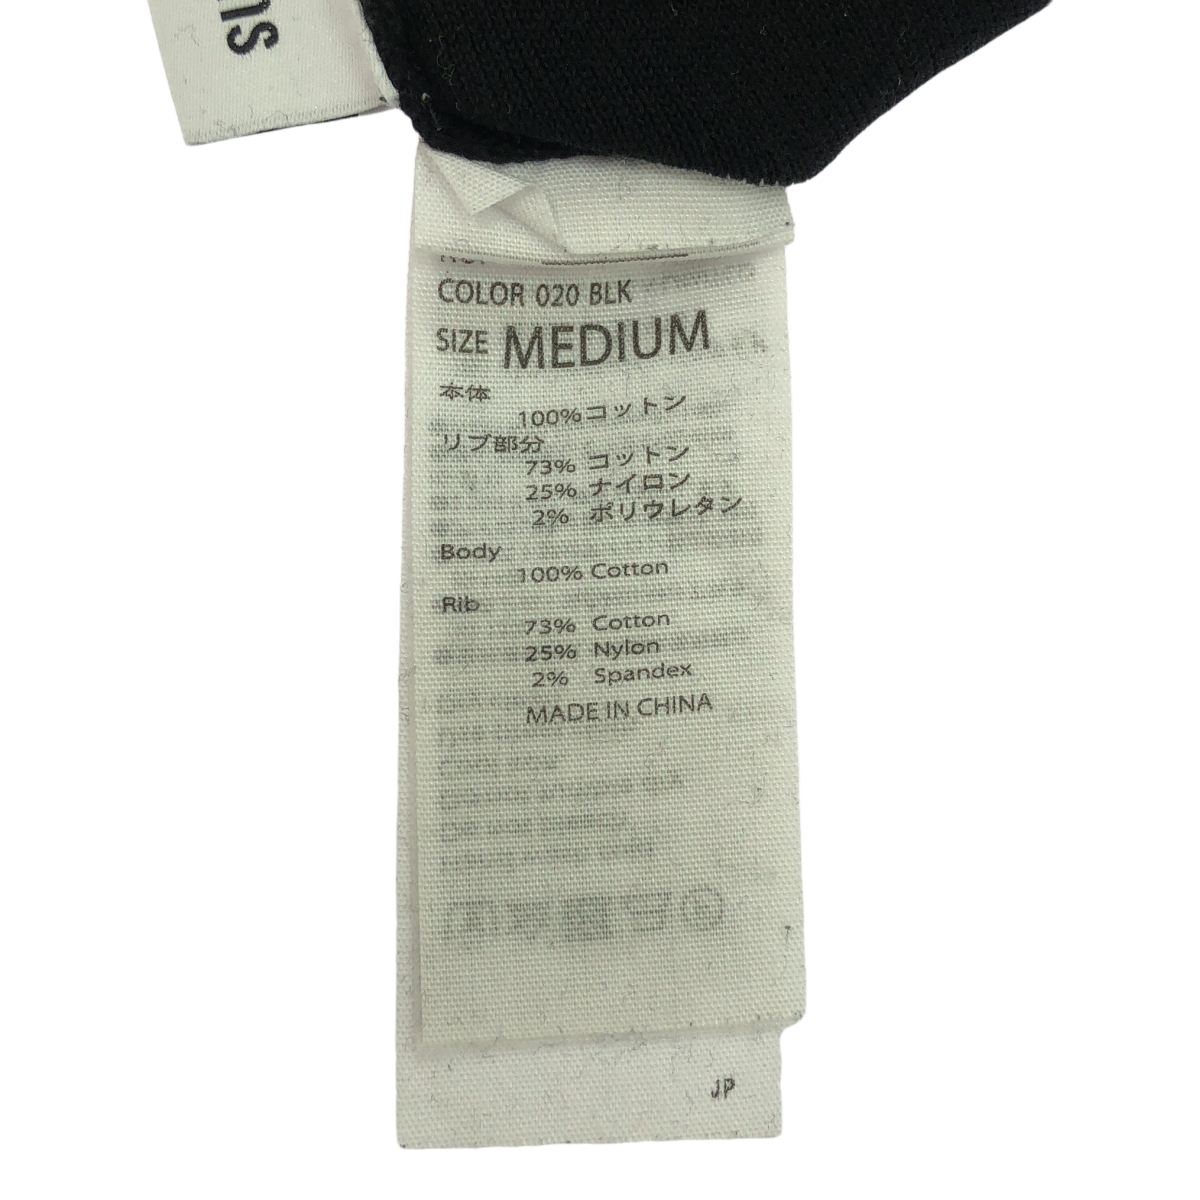 COLOR 020 BLK
SIZE MEDIUM
本体
100% コットン
リブ部分
73% コットン
25% ナイロン
2% ポリウレタン
Body
100% Cotton
Rib
73% Cotton
25% Nylon
2% Spandex
MADE IN CHINA
7
JP